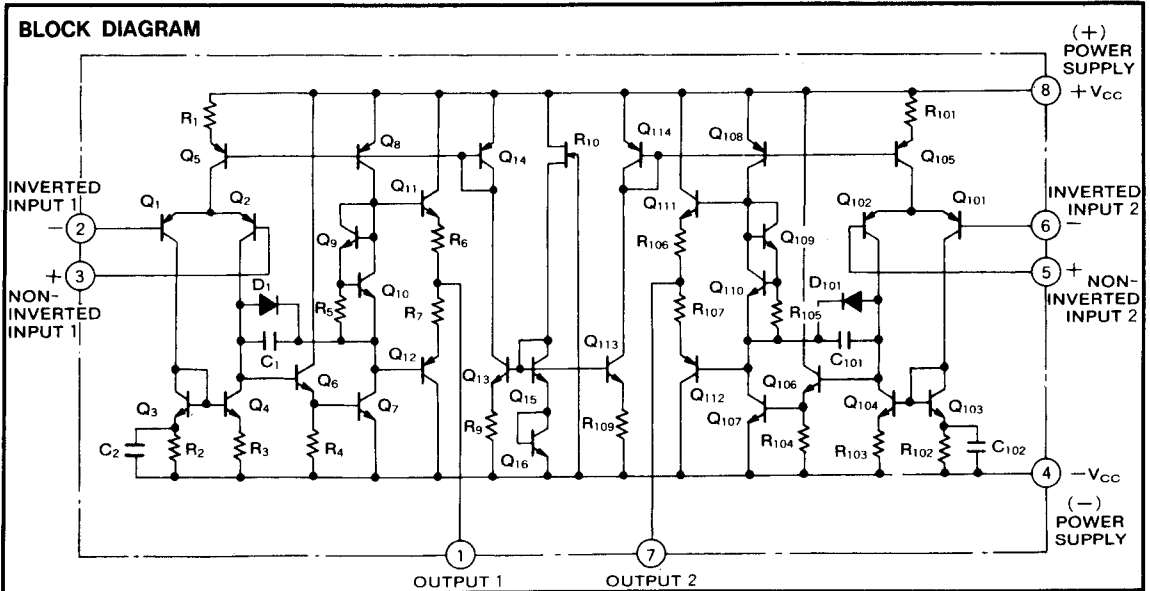 BLOCK DIAGRAM
(+)
POWER
SUPPLY
8 +VCC
R1
Q5
Q8
Q14
R10
Q114
Q108
R101
Q105
INVERTED
INPUT 1
− 2
Q1
Q2
Q11
Q111
Q102
Q101
INVERTED
INPUT 2
6 −
+ 3
NON-
INVERTED
INPUT 1
Q9
R6
R106
Q109
5 +
NON-
INVERTED
INPUT 2
D1
Q10
R5
R7
Q110
R107
R105
D101
C1
C101
Q12
Q6
Q13
Q113
Q15
Q112
Q106
Q3
Q4
Q7
Q107
Q104
Q103
C2
R2
R3
R4
R9
Q16
R109
R104
R103
R102
C102
4 −VCC
(−)
POWER
SUPPLY
1
OUTPUT 1
7
OUTPUT 2